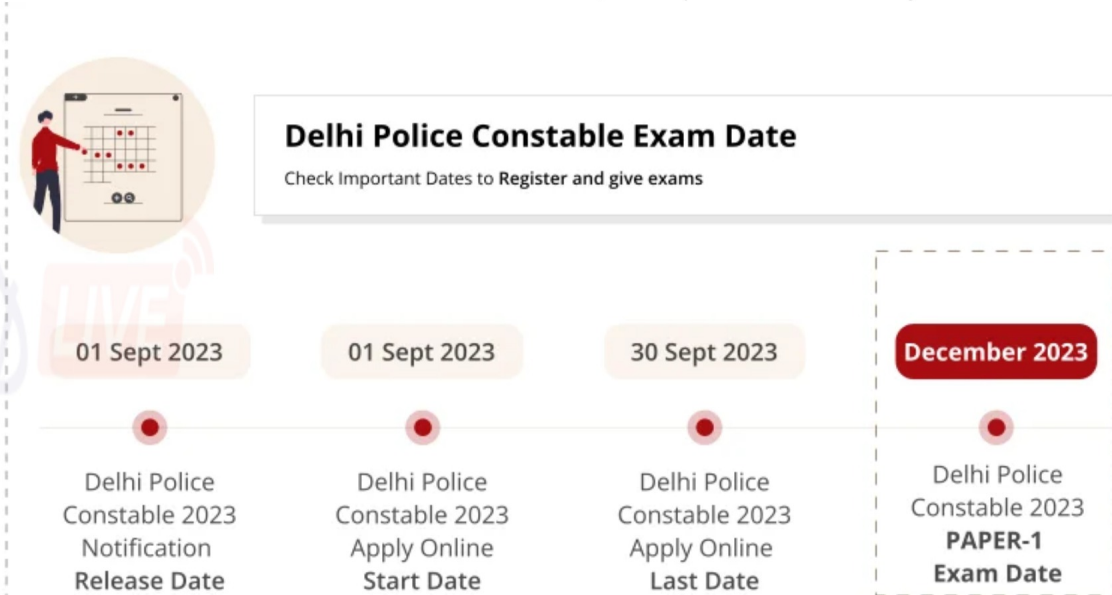 Delhi Police Constable Exam Date
Check Important Dates to Register and give exams
LIVE
01 Sept 2023
01 Sept 2023
30 Sept 2023
December 2023
Delhi Police
Constable 2023
Notification
Release Date
Delhi Police
Constable 2023
Apply Online
Start Date
Delhi Police
Constable 2023
Apply Online
Last Date
Delhi Police
Constable 2023
PAPER-1
Exam Date